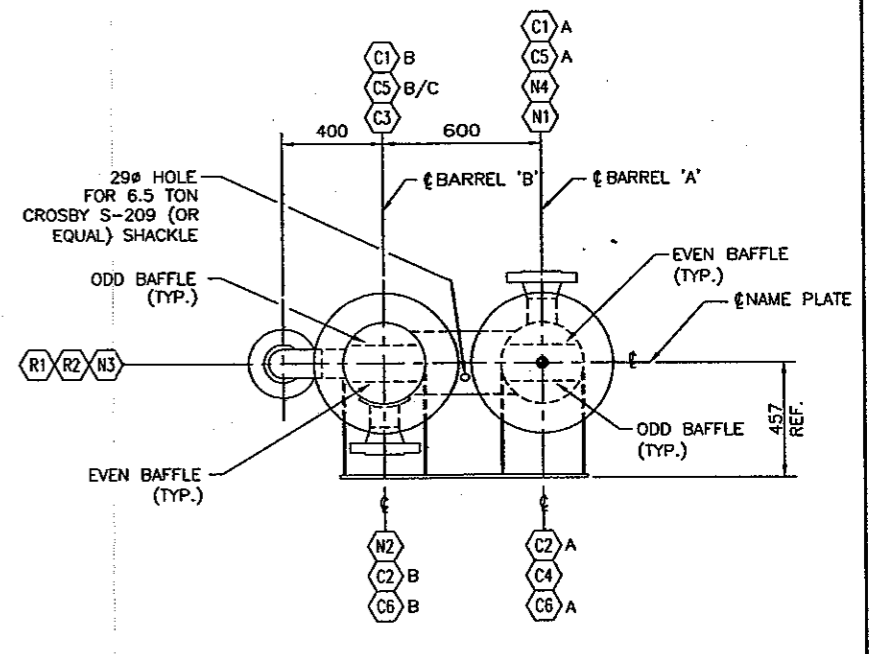 C1 A
C1 B
C5 A
C5 B/C
N4
C3
N1
400
600
29ø HOLE
FOR 6.5 TON
CROSBY S-209 (OR
EQUAL) SHACKLE
℄ BARREL 'B'
℄ BARREL 'A'
ODD BAFFLE
(TYP.)
EVEN BAFFLE
(TYP.)
℄ NAME PLATE
R1 R2 N3
℄
457
REF.
ODD BAFFLE
(TYP.)
EVEN BAFFLE
(TYP.)
℄
℄
N2
C2 A
C2 B
C4
C6 B
C6 A